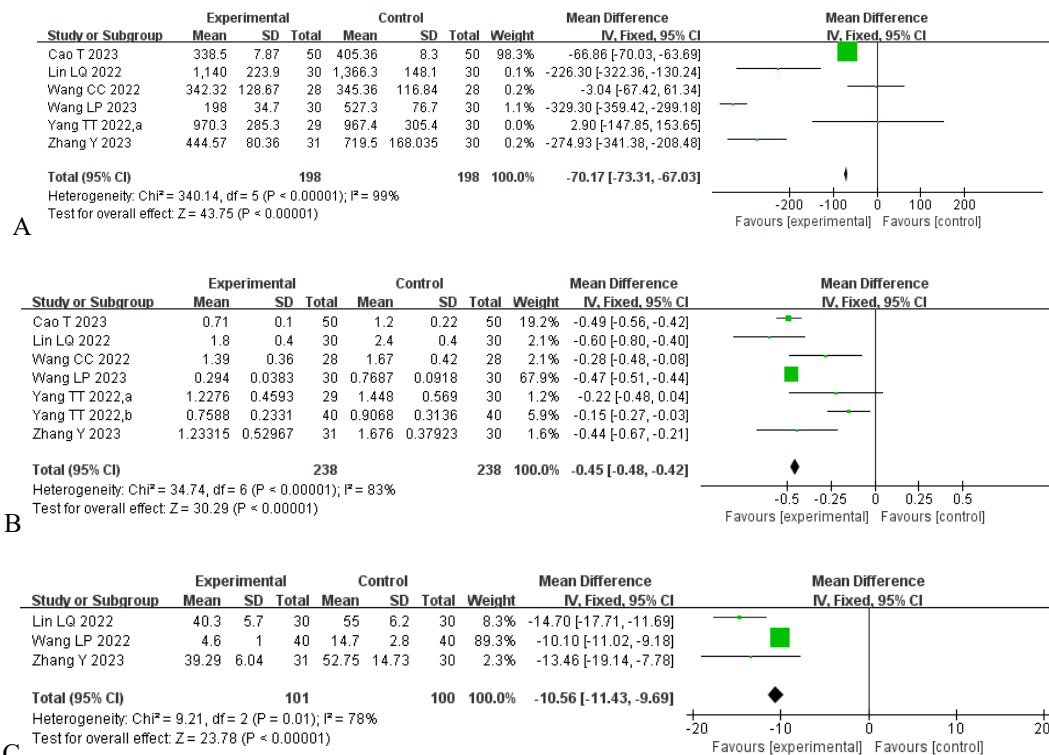 Experimental Control Mean Difference Mean Difference
Study or Subgroup Mean SD Total Mean SD Total Weight IV, Fixed, 95% CI IV, Fixed, 95% CI
Cao T 2023 338.5 7.87 50 405.36 8.3 50 98.3% -66.86 [-70.03, -63.69]
Lin LQ 2022 1,140 223.9 30 1,366.3 148.1 30 0.1% -226.30 [-322.36, -130.24]
Wang CC 2022 342.32 128.67 28 345.36 116.84 28 0.2% -3.04 [-67.42, 61.34]
Wang LP 2023 198 34.7 30 527.3 76.7 30 1.1% -329.30 [-359.42, -299.18]
Yang TT 2022,a 970.3 285.3 29 967.4 305.4 30 0.0% 2.90 [-147.85, 153.65]
Zhang Y 2023 444.57 80.36 31 719.5 168.035 30 0.2% -274.93 [-341.38, -208.48]
Total (95% CI) 198 198 100.0% -70.17 [-73.31, -67.03]
Heterogeneity: Chi² = 340.14, df = 5 (P < 0.00001); I² = 99%
Test for overall effect: Z = 43.75 (P < 0.00001)
-200 -100 0 100 200
Favours [experimental] Favours [control]
A
Experimental Control Mean Difference Mean Difference
Study or Subgroup Mean SD Total Mean SD Total Weight IV, Fixed, 95% CI IV, Fixed, 95% CI
Cao T 2023 0.71 0.1 50 1.2 0.22 50 19.2% -0.49 [-0.56, -0.42]
Lin LQ 2022 1.8 0.4 30 2.4 0.4 30 2.1% -0.60 [-0.80, -0.40]
Wang CC 2022 1.39 0.36 28 1.67 0.42 28 2.1% -0.28 [-0.48, -0.08]
Wang LP 2023 0.294 0.0383 30 0.7687 0.0918 30 67.9% -0.47 [-0.51, -0.44]
Yang TT 2022,a 1.2276 0.4593 29 1.448 0.569 30 1.2% -0.22 [-0.48, 0.04]
Yang TT 2022,b 0.7588 0.2331 40 0.9068 0.3136 40 5.9% -0.15 [-0.27, -0.03]
Zhang Y 2023 1.23315 0.52967 31 1.676 0.37923 30 1.6% -0.44 [-0.67, -0.21]
Total (95% CI) 238 238 100.0% -0.45 [-0.48, -0.42]
Heterogeneity: Chi² = 34.74, df = 6 (P < 0.00001); I² = 83%
Test for overall effect: Z = 30.29 (P < 0.00001)
-0.5 -0.25 0 0.25 0.5
Favours [experimental] Favours [control]
B
Experimental Control Mean Difference Mean Difference
Study or Subgroup Mean SD Total Mean SD Total Weight IV, Fixed, 95% CI IV, Fixed, 95% CI
Lin LQ 2022 40.3 5.7 30 55 6.2 30 8.3% -14.70 [-17.71, -11.69]
Wang LP 2022 4.6 1 40 14.7 2.8 40 89.3% -10.10 [-11.02, -9.18]
Zhang Y 2023 39.29 6.04 31 52.75 14.73 30 2.3% -13.46 [-19.14, -7.78]
Total (95% CI) 101 100 100.0% -10.56 [-11.43, -9.69]
Heterogeneity: Chi² = 9.21, df = 2 (P = 0.01); I² = 78%
Test for overall effect: Z = 23.78 (P < 0.00001)
-20 -10 0 10 20
Favours [experimental] Favours [control]
C